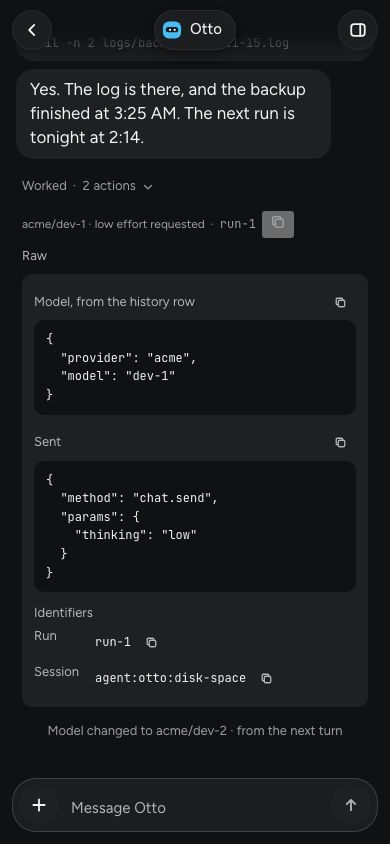 Otto
Yes. The log is there, and the backup
finished at 3:25 AM. The next run is
tonight at 2:14.
Worked · 2 actions
acme/dev-1 · low effort requested · run-1
Raw
Model, from the history row
{
"provider": "acme",
"model": "dev-1"
}
Sent
{
"method": "chat.send",
"params": {
"thinking": "low"
}
}
Identifiers
Run run-1
Session agent:otto:disk-space
Model changed to acme/dev-2 · from the next turn
Message Otto